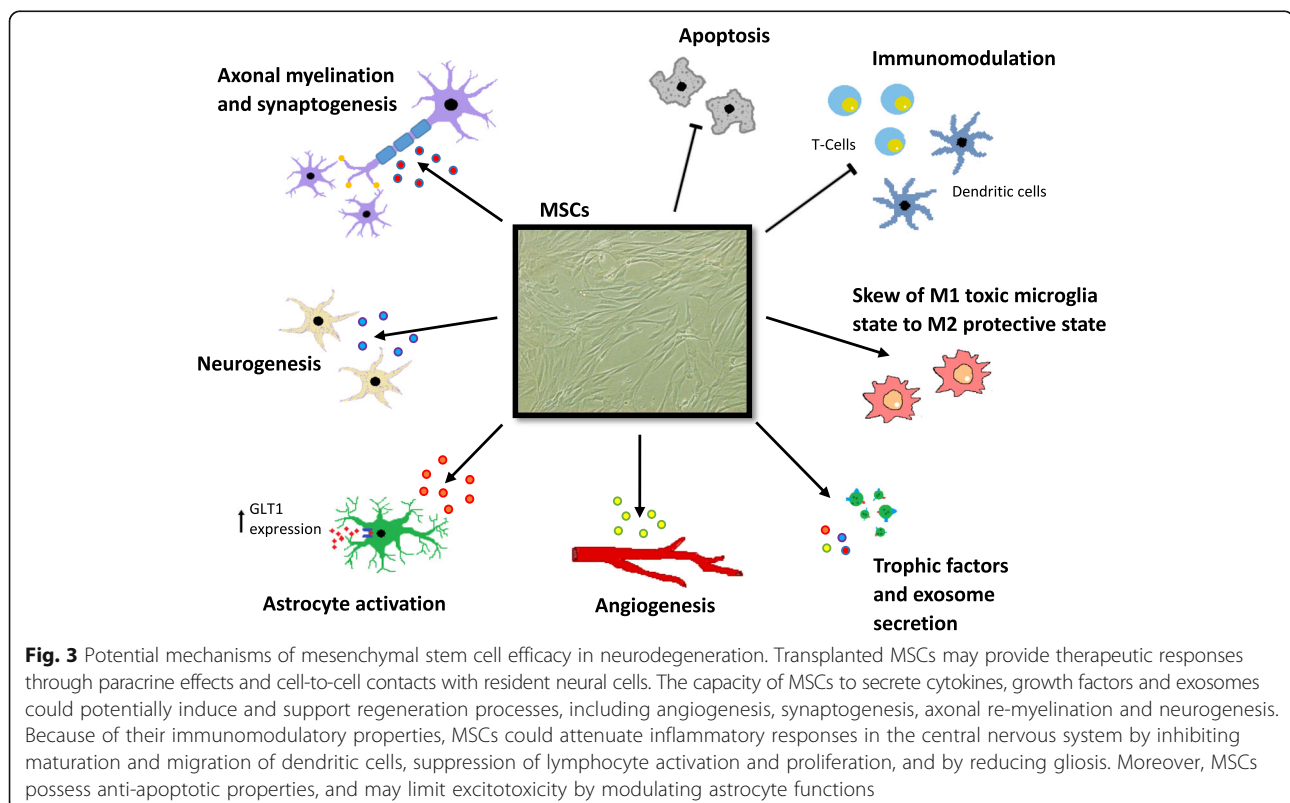 Apoptosis
Axonal myelination
and synaptogenesis
Immunomodulation
T-Cells
Dendritic cells
MSCs
Skew of M1 toxic microglia
state to M2 protective state
Neurogenesis
GLT1
expression
Astrocyte activation
Angiogenesis
Trophic factors
and exosome
secretion
Fig. 3 Potential mechanisms of mesenchymal stem cell efficacy in neurodegeneration. Transplanted MSCs may provide therapeutic responses
through paracrine effects and cell-to-cell contacts with resident neural cells. The capacity of MSCs to secrete cytokines, growth factors and exosomes
could potentially induce and support regeneration processes, including angiogenesis, synaptogenesis, axonal re-myelination and neurogenesis.
Because of their immunomodulatory properties, MSCs could attenuate inflammatory responses in the central nervous system by inhibiting
maturation and migration of dendritic cells, suppression of lymphocyte activation and proliferation, and by reducing gliosis. Moreover, MSCs
possess anti-apoptotic properties, and may limit excitotoxicity by modulating astrocyte functions